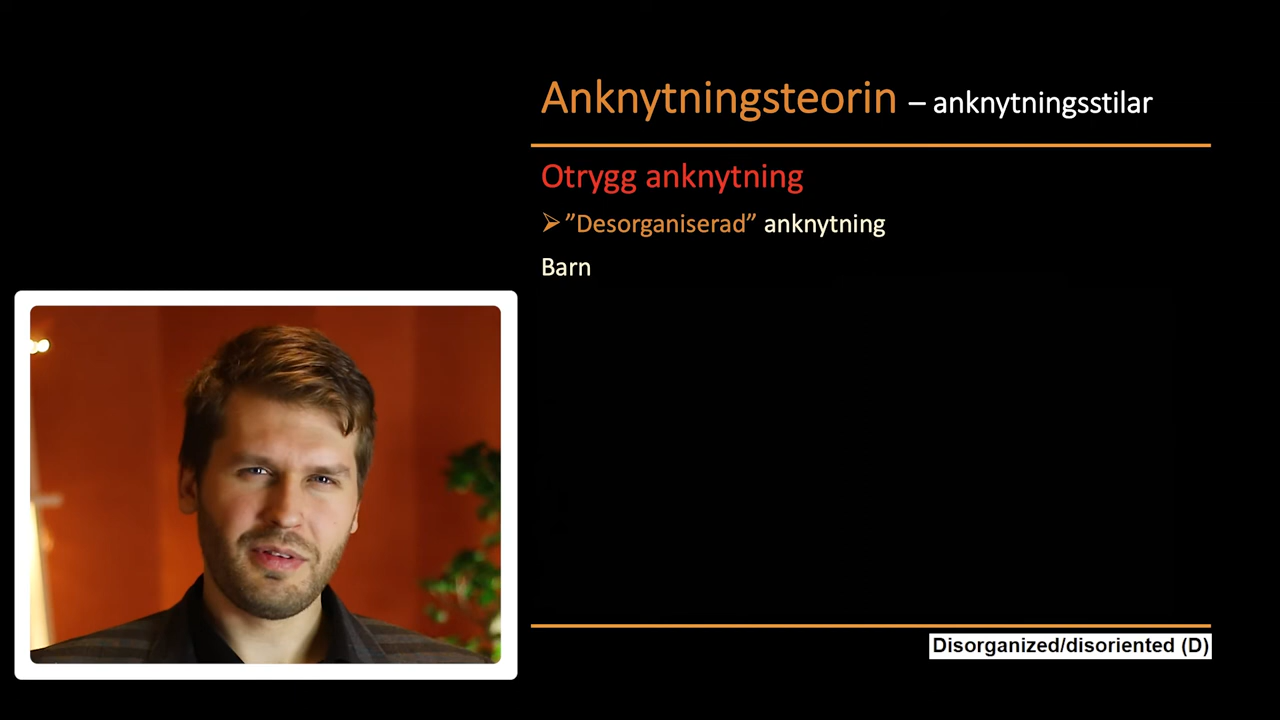 Anknytningsteorin – anknytningsstilar
Otrygg anknytning
➢ ”Desorganiserad” anknytning
Barn
Disorganized/disoriented (D)